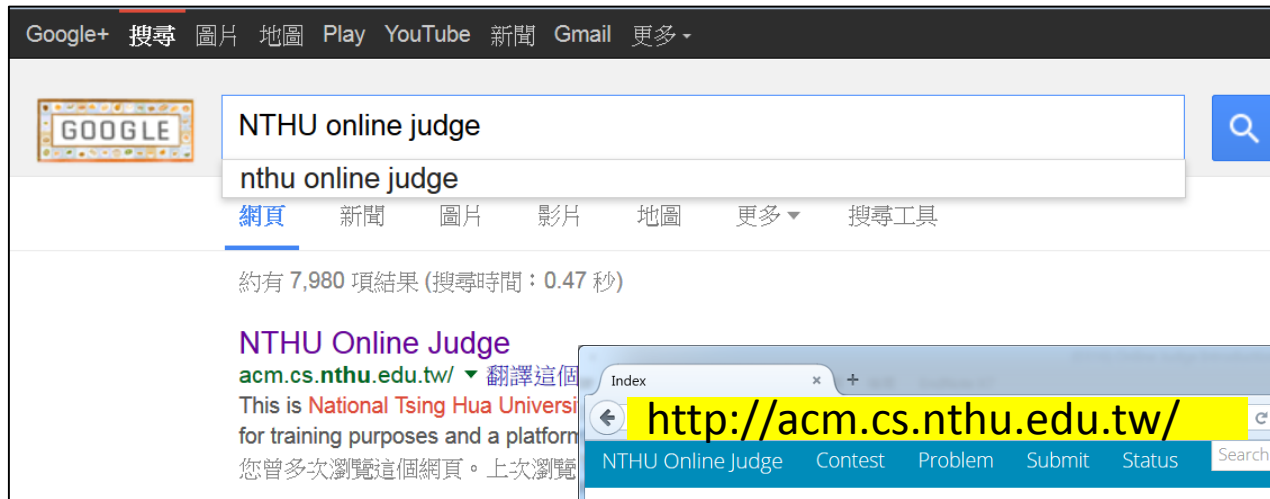 Google+ 搜尋 圖片 地圖 Play YouTube 新聞 Gmail 更多
GOOGLE
NTHU online judge
nthu online judge
網頁 新聞 圖片 影片 地圖 更多 搜尋工具
約有 7,980 項結果 (搜尋時間：0.47 秒)
NTHU Online Judge
acm.cs.nthu.edu.tw/ 翻譯這個
This is National Tsing Hua Universi
for training purposes and a platform
您曾多次瀏覽這個網頁。上次瀏覽
Index
http://acm.cs.nthu.edu.tw/
NTHU Online Judge Contest Problem Submit Status Search